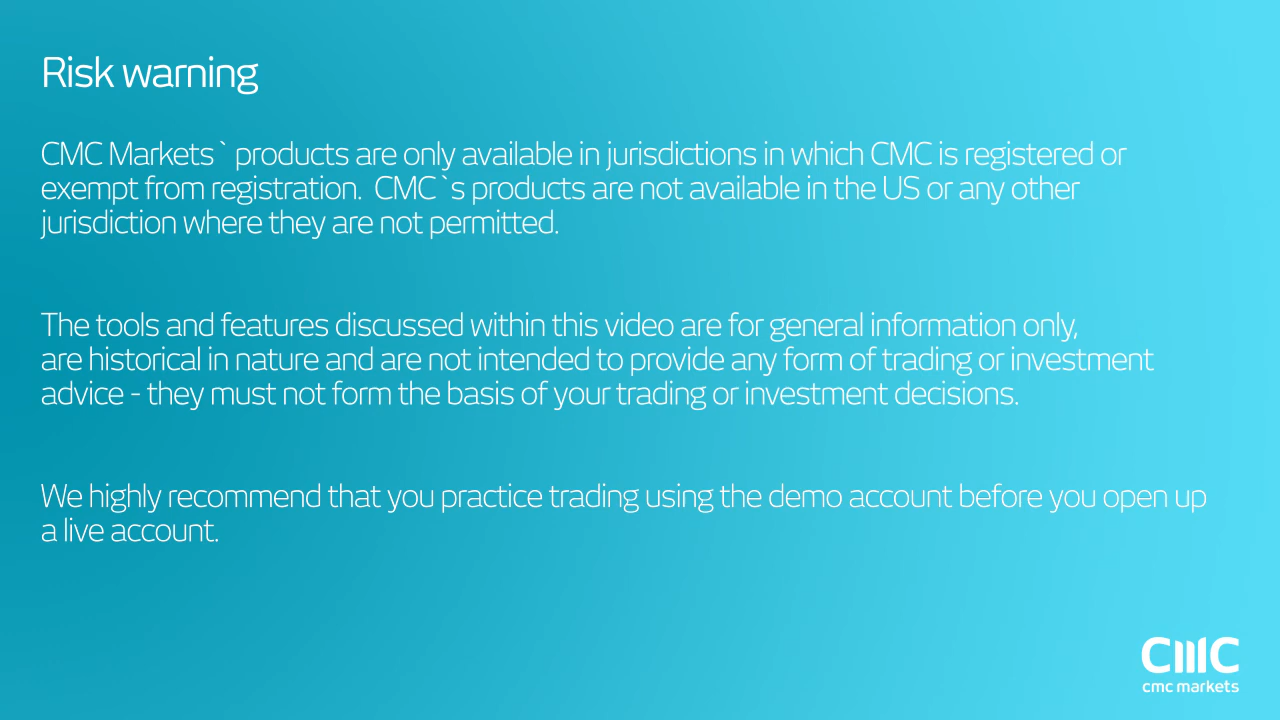 Risk warning
CMC Markets` products are only available in jurisdictions in which CMC is registered or
exempt from registration.  CMC`s products are not available in the US or any other
jurisdiction where they are not permitted.
The tools and features discussed within this video are for general information only,
are historical in nature and are not intended to provide any form of trading or investment
advice - they must not form the basis of your trading or investment decisions.
We highly recommend that you practice trading using the demo account before you open up
a live account.
CMC
cmc markets